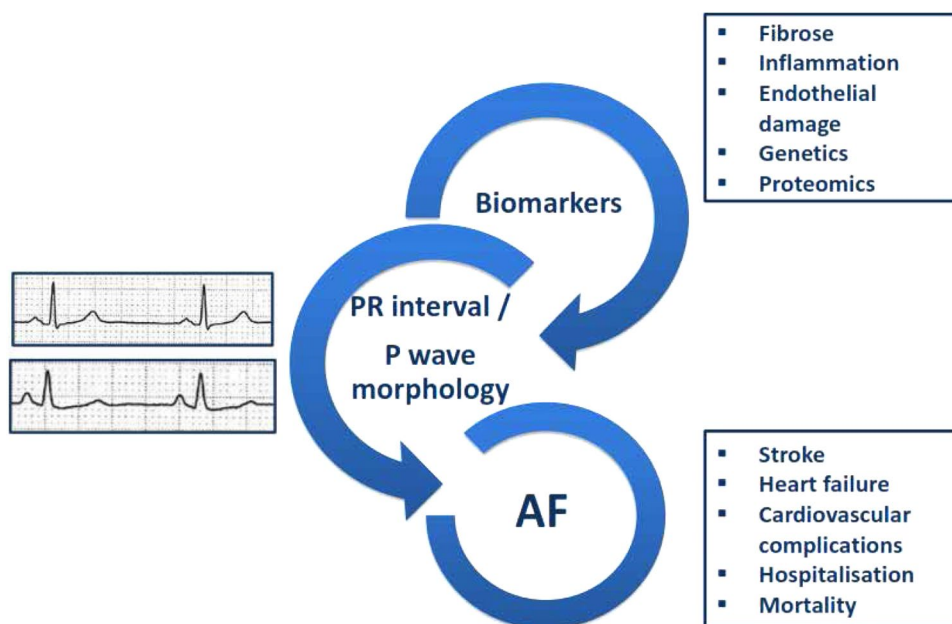 Fibrose
Inflammation
Endothelial
damage
Genetics
Proteomics
Biomarkers
PR interval /
P wave
morphology
AF
Stroke
Heart failure
Cardiovascular
complications
Hospitalisation
Mortality